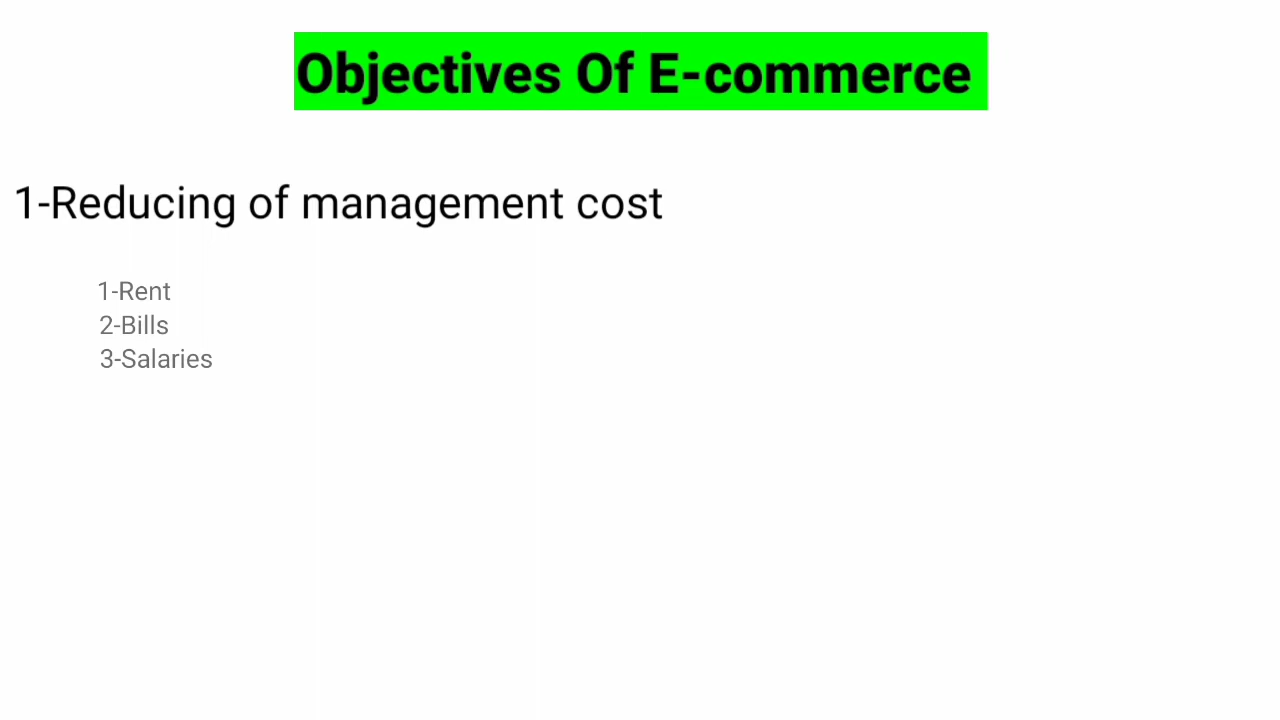 Objectives Of E-commerce
1-Reducing of management cost
1-Rent
2-Bills
3-Salaries